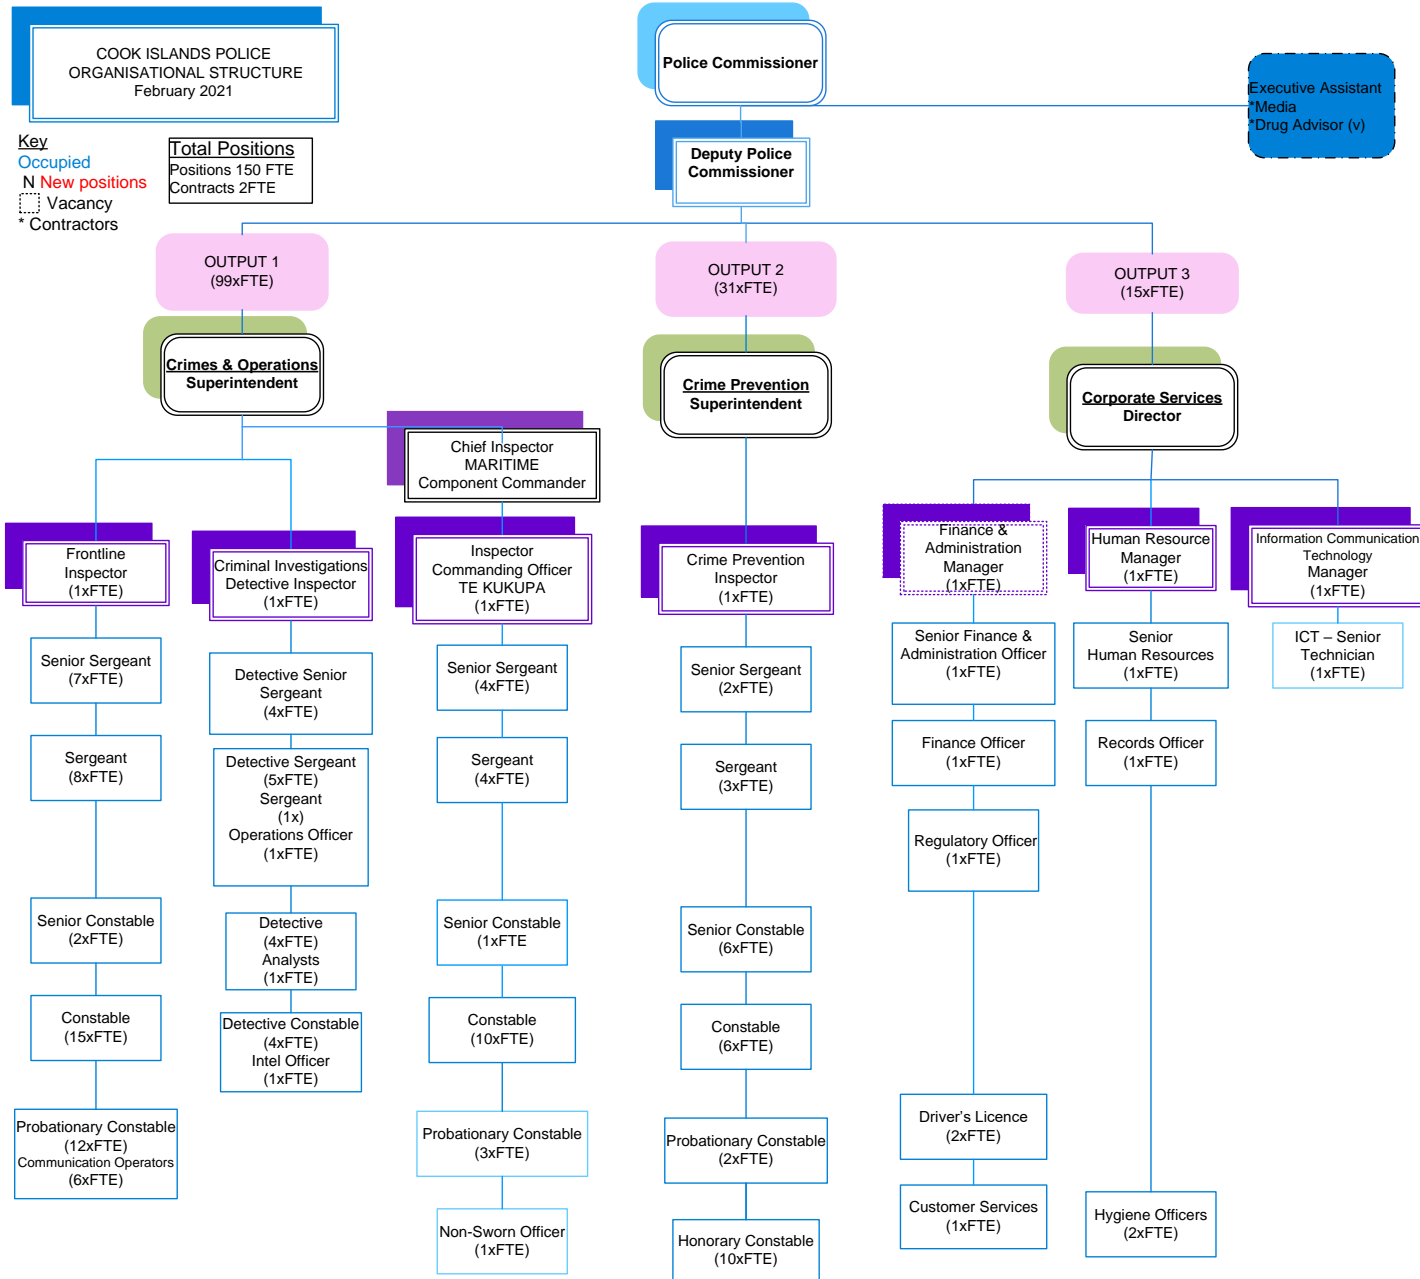 COOK ISLANDS POLICE
ORGANISATIONAL STRUCTURE
February 2021
Key
Occupied
N New positions
Vacancy
* Contractors
Total Positions
Positions 150 FTE
Contracts 2FTE
Police Commissioner
Executive Assistant
*Media
*Drug Advisor (v)
Deputy Police
Commissioner
OUTPUT 1
(99xFTE)
OUTPUT 2
(31xFTE)
OUTPUT 3
(15xFTE)
Crimes & Operations
Superintendent
Crime Prevention
Superintendent
Corporate Services
Director
Chief Inspector
MARITIME
Component Commander
Frontline
Inspector
(1xFTE)
Senior Sergeant
(7xFTE)
Sergeant
(8xFTE)
Senior Constable
(2xFTE)
Constable
(15xFTE)
Probationary Constable
(12xFTE)
Communication Operators
(6xFTE)
Criminal Investigations
Detective Inspector
(1xFTE)
Detective Senior
Sergeant
(4xFTE)
Detective Sergeant
(5xFTE)
Sergeant
(1x)
Operations Officer
(1xFTE)
Detective
(4xFTE)
Analysts
(1xFTE)
Detective Constable
(4xFTE)
Intel Officer
(1xFTE)
Inspector
Commanding Officer
TE KUKUPA
(1xFTE)
Senior Sergeant
(4xFTE)
Sergeant
(4xFTE)
Senior Constable
(1xFTE
Constable
(10xFTE)
Probationary Constable
(3xFTE)
Non-Sworn Officer
(1xFTE)
Crime Prevention
Inspector
(1xFTE)
Senior Sergeant
(2xFTE)
Sergeant
(3xFTE)
Senior Constable
(6xFTE)
Constable
(6xFTE)
Probationary Constable
(2xFTE)
Honorary Constable
(10xFTE)
Finance &
Administration
Manager
(1xFTE)
Senior Finance &
Administration Officer
(1xFTE)
Finance Officer
(1xFTE)
Regulatory Officer
(1xFTE)
Driver's Licence
(2xFTE)
Customer Services
(1xFTE)
Human Resource
Manager
(1xFTE)
Senior
Human Resources
(1xFTE)
Records Officer
(1xFTE)
Hygiene Officers
(2xFTE)
Information Communication
Technology
Manager
(1xFTE)
ICT – Senior
Technician
(1xFTE)